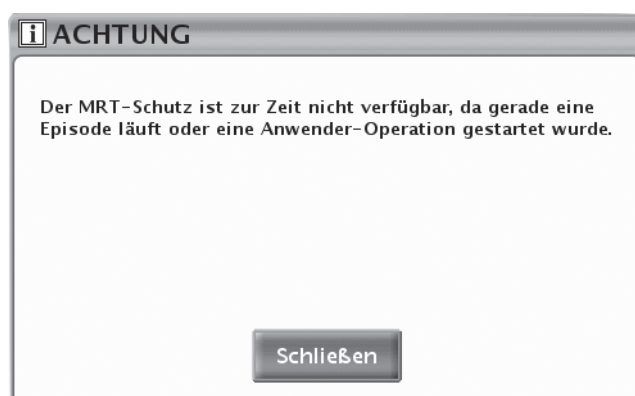 i ACHTUNG
Der MRT-Schutz ist zur Zeit nicht verfügbar, da gerade eine
Episode läuft oder eine Anwender-Operation gestartet wurde.
Schließen